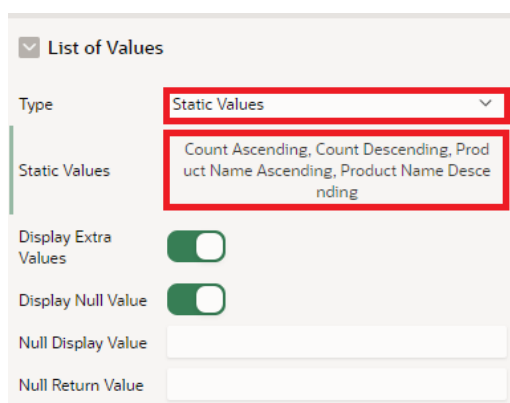 List of Values
Type
Static Values
Static Values
Count Ascending, Count Descending, Prod
uct Name Ascending, Product Name Desce
nding
Display Extra
Values
Display Null Value
Null Display Value
Null Return Value